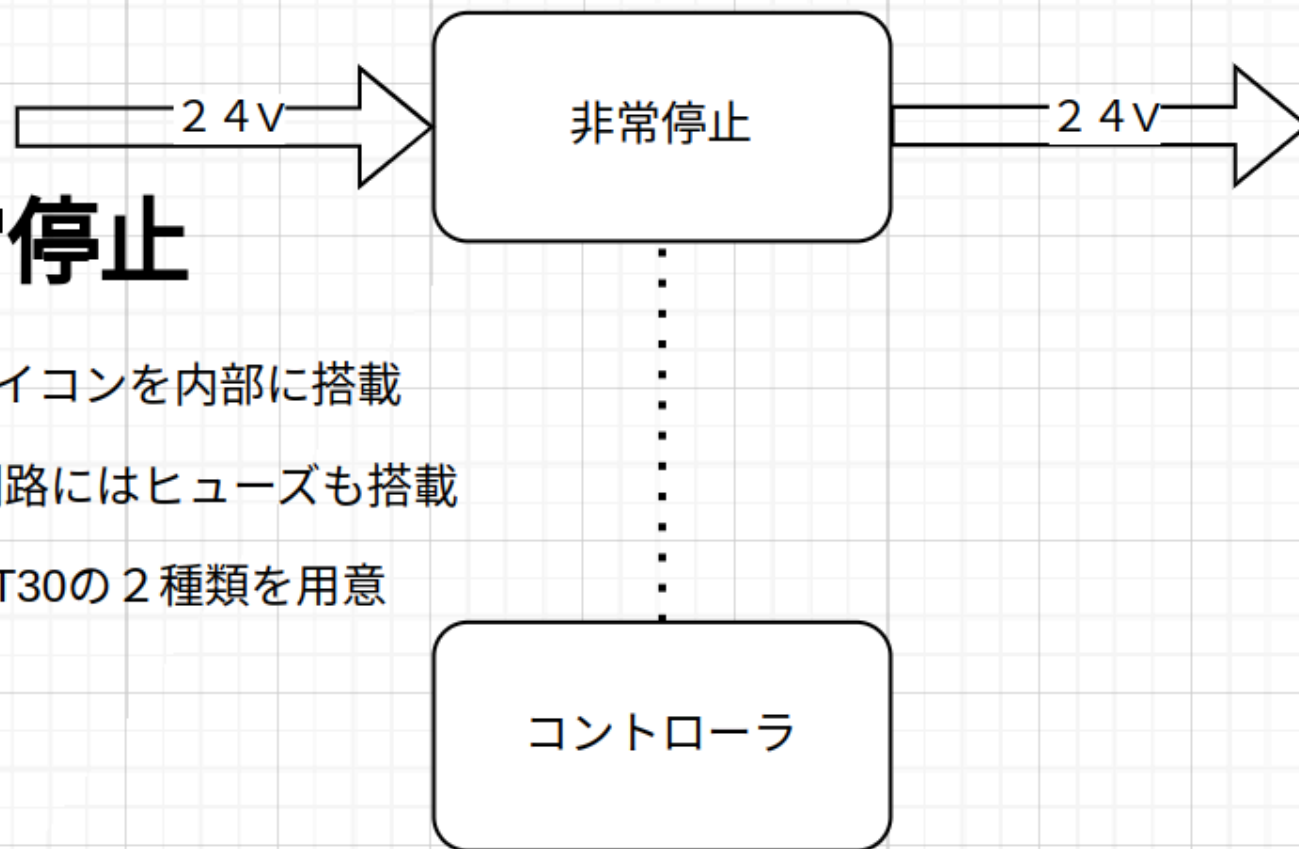 ２４V
非常停止
２４V
停止
イコンを内部に搭載
路にはヒューズも搭載
T30の２種類を用意
コントローラ